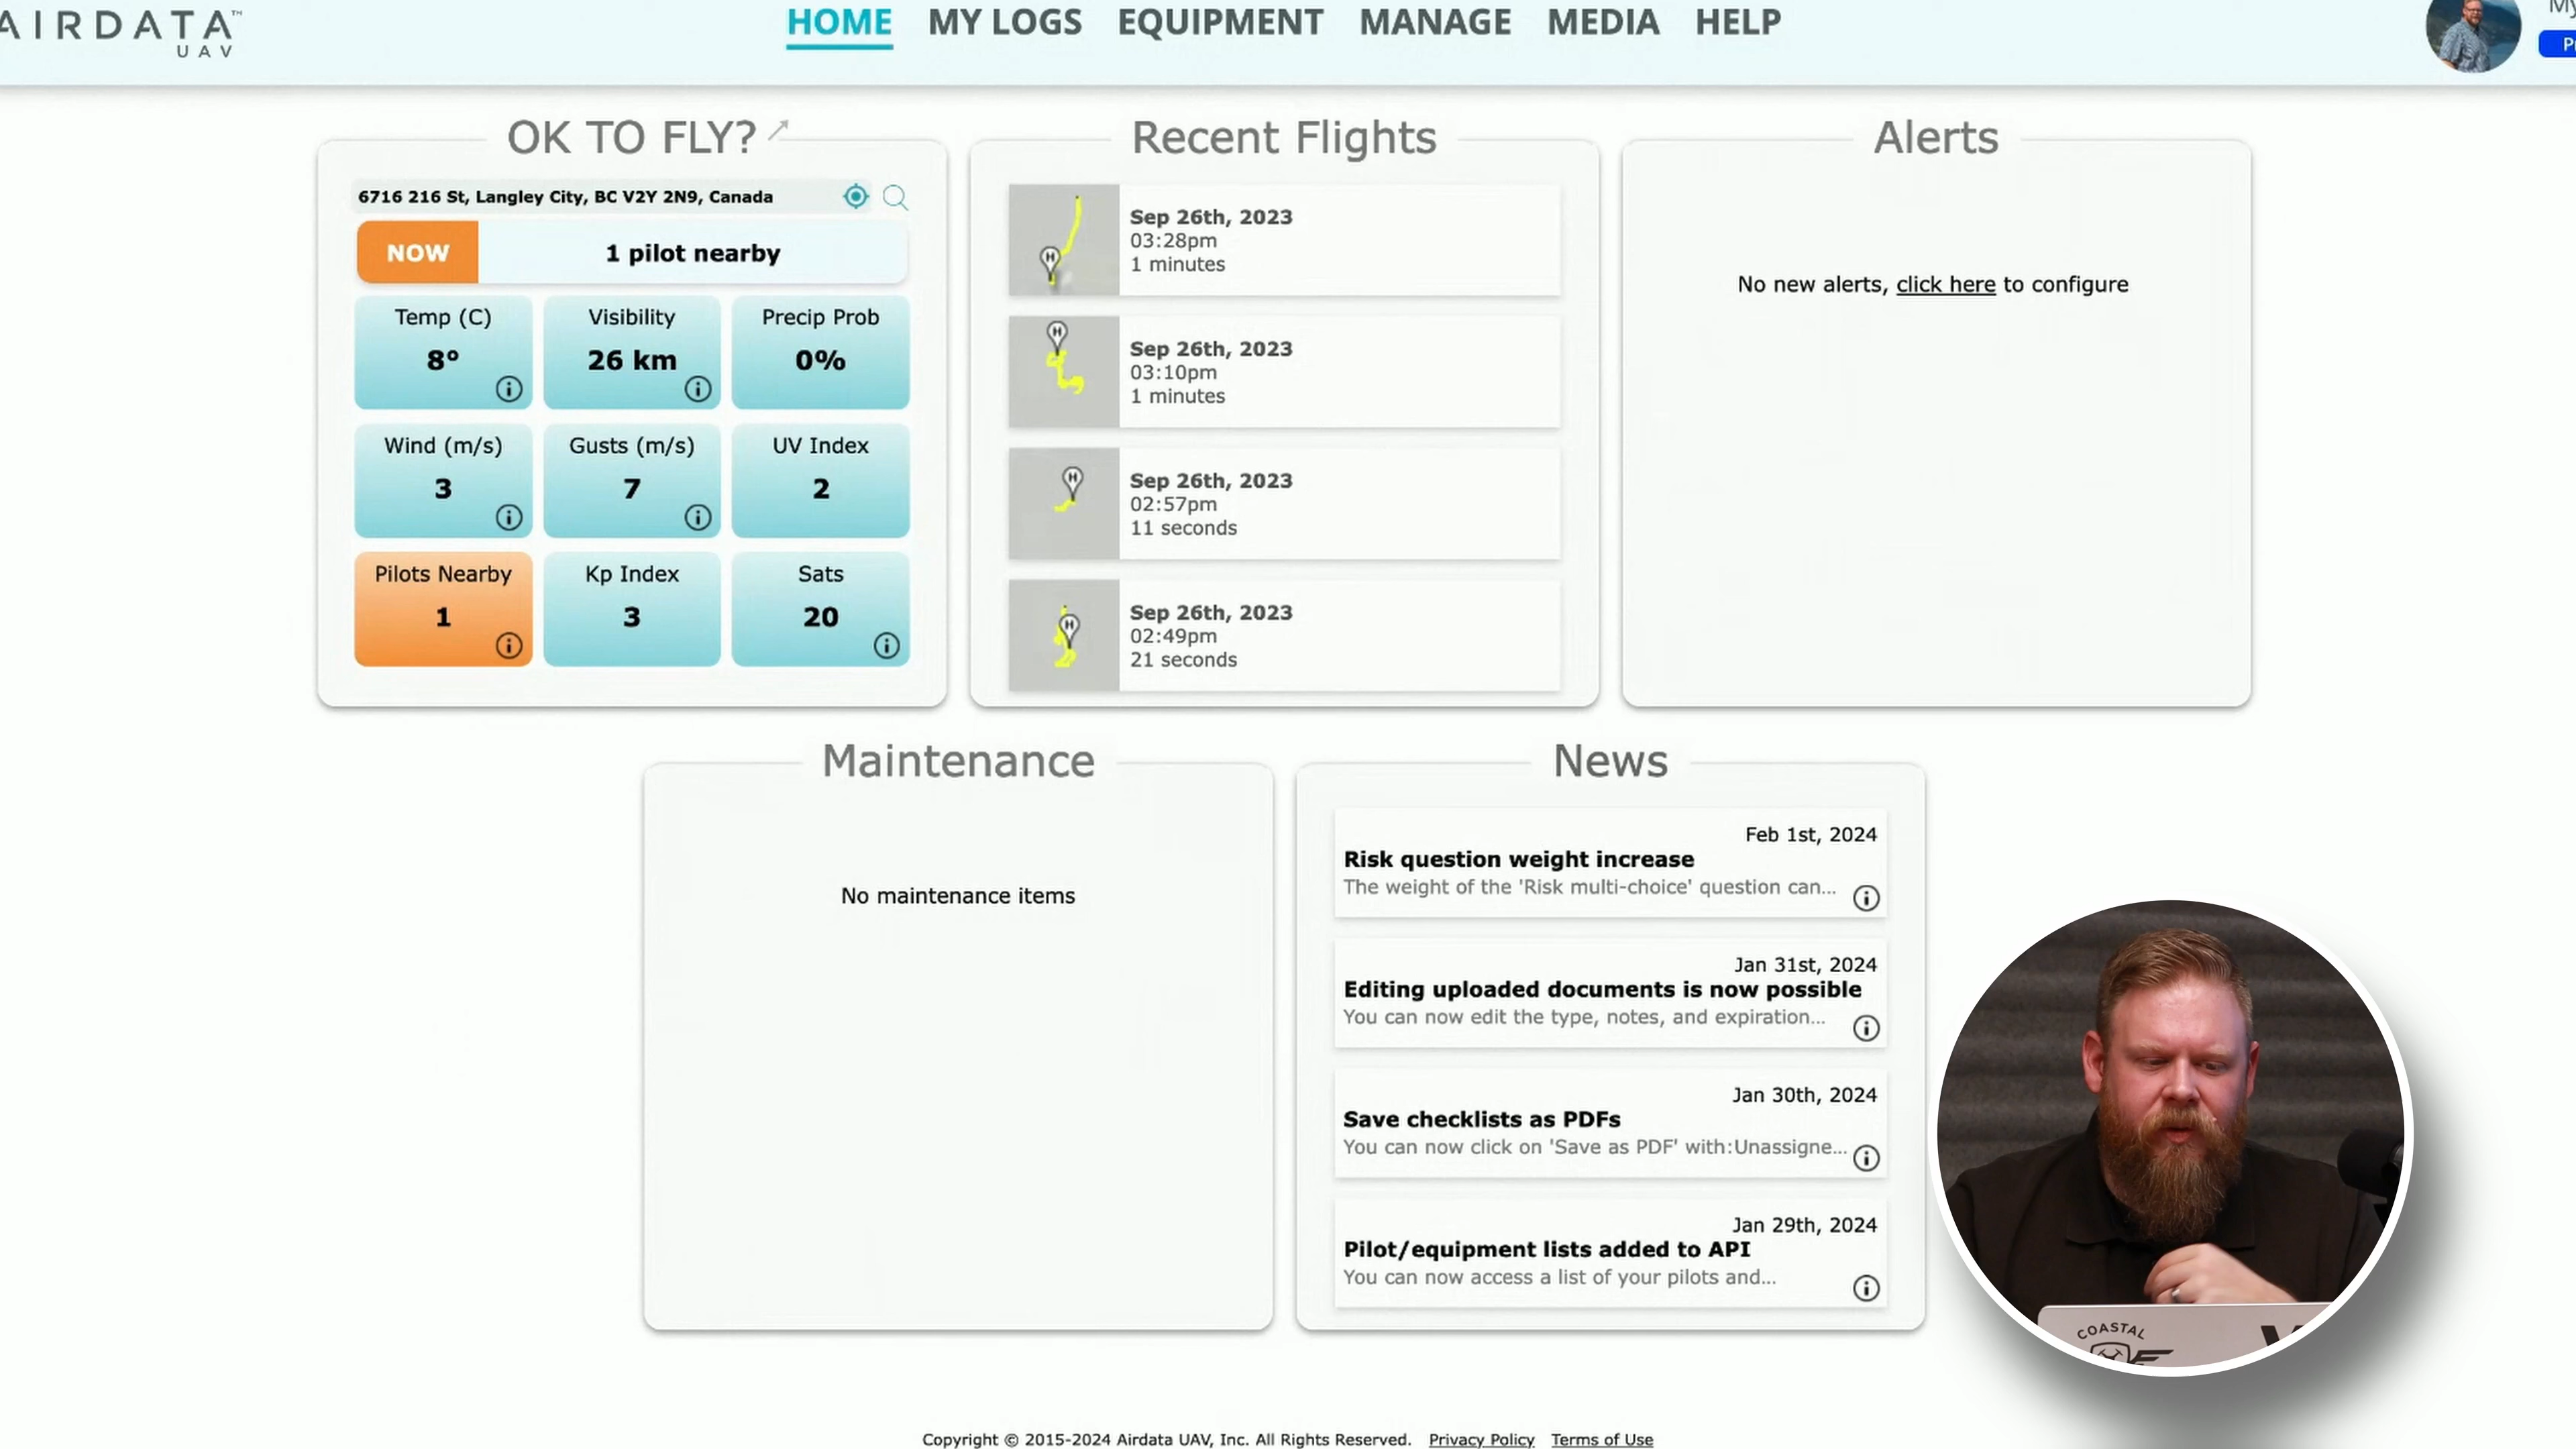 AIRDATA™
UAV
HOME
MY LOGS
EQUIPMENT
MANAGE
MEDIA
HELP
My
OK TO FLY?
6716 216 St, Langley City, BC V2Y 2N9, Canada
NOW
1 pilot nearby
Temp (C)
8°
Visibility
26 km
Precip Prob
0%
Wind (m/s)
3
Gusts (m/s)
7
UV Index
2
Pilots Nearby
1
Kp Index
3
Sats
20
Recent Flights
H
Sep 26th, 2023
03:28pm
1 minutes
H
Sep 26th, 2023
03:10pm
1 minutes
H
Sep 26th, 2023
02:57pm
11 seconds
H
Sep 26th, 2023
02:49pm
21 seconds
Alerts
No new alerts, click here to configure
Maintenance
No maintenance items
News
Feb 1st, 2024
Risk question weight increase
The weight of the 'Risk multi-choice' question can...
Jan 31st, 2024
Editing uploaded documents is now possible
You can now edit the type, notes, and expiration...
Jan 30th, 2024
Save checklists as PDFs
You can now click on 'Save as PDF' with:Unassigne...
Jan 29th, 2024
Pilot/equipment lists added to API
You can now access a list of your pilots and...
COASTAL
Copyright © 2015-2024 Airdata UAV, Inc. All Rights Reserved. Privacy Policy Terms of Use